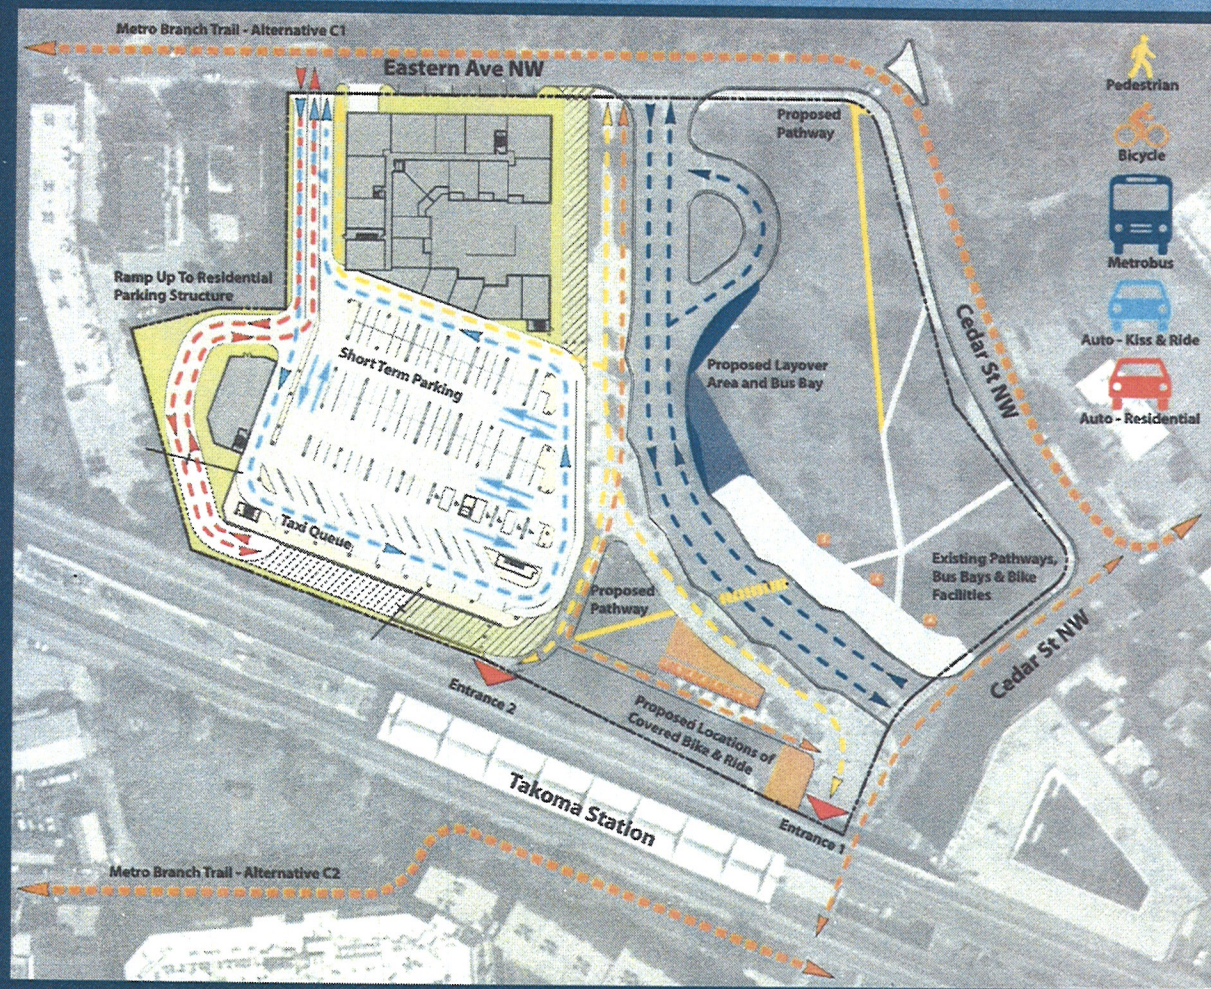 Metro Branch Trail - Alternative C1
Eastern Ave NW
Proposed
Pathway
Pedestrian
Bicycle
Metrobus
Auto - Kiss & Ride
Auto - Residential
Ramp Up To Residential
Parking Structure
Short Term Parking
Proposed Layover
Area and Bus Bay
Cedar St NW
Taxi Queue
Proposed
Pathway
Existing Pathways,
Bus Bays & Bike
Facilities
Cedar St NW
Entrance 2
Proposed Locations of
Covered Bike & Ride
Takoma Station
Entrance 1
Metro Branch Trail - Alternative C2